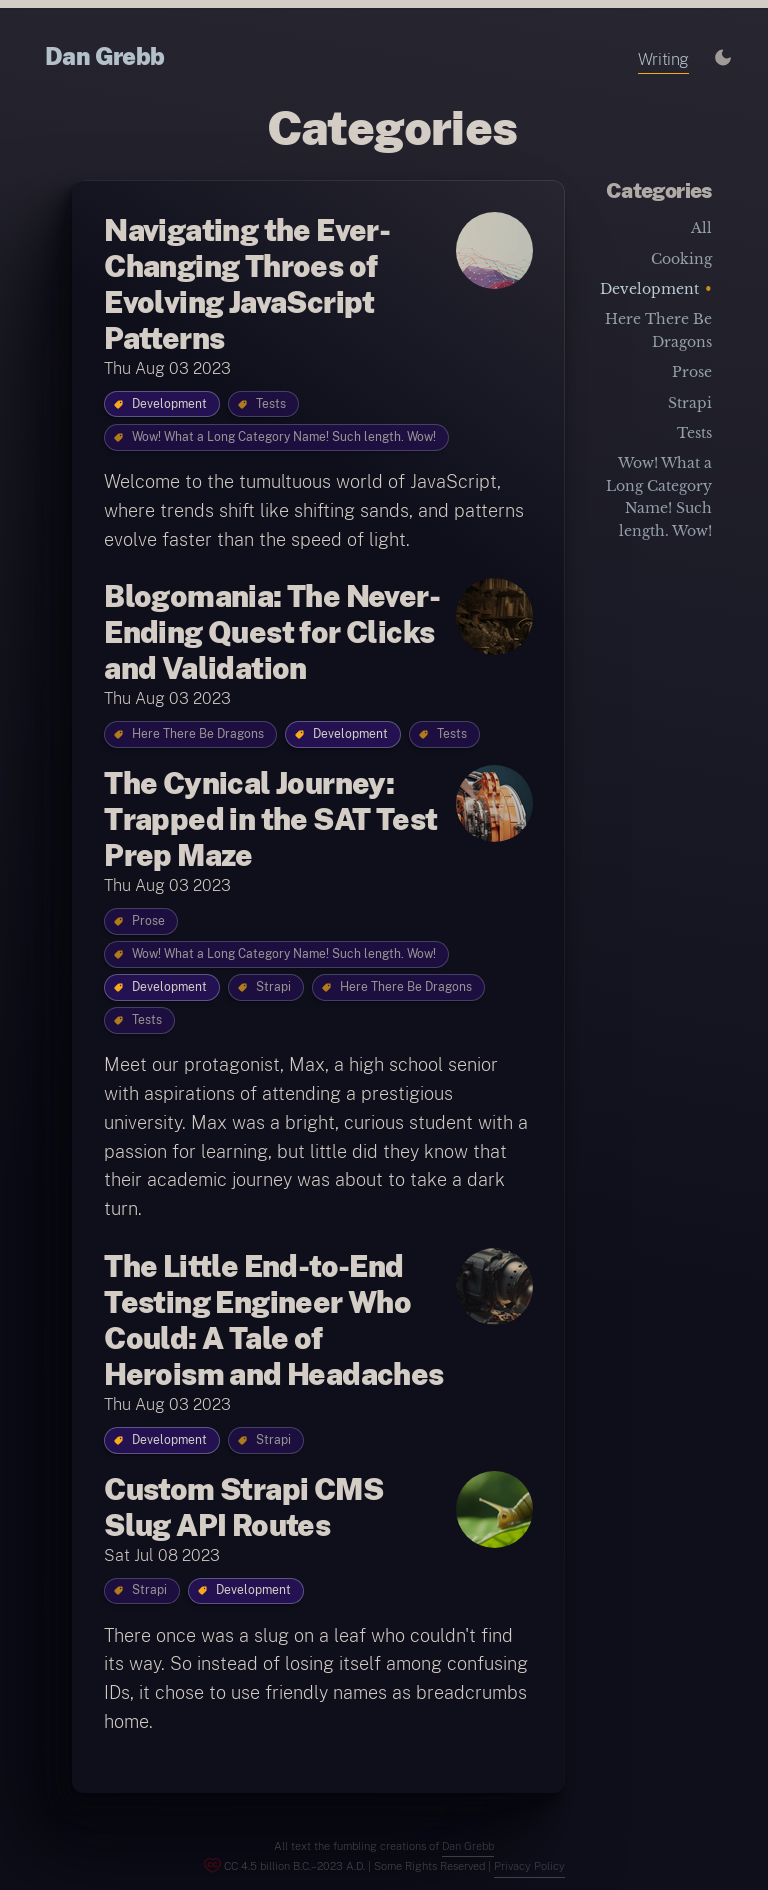 Dan Grebb
Writing
Categories
Navigating the Ever-
Changing Throes of
Evolving JavaScript
Patterns
Thu Aug 03 2023
Development
Tests
Wow! What a Long Category Name! Such length. Wow!
Welcome to the tumultuous world of JavaScript,
where trends shift like shifting sands, and patterns
evolve faster than the speed of light.
Blogomania: The Never-
Ending Quest for Clicks
and Validation
Thu Aug 03 2023
Here There Be Dragons
Development
Tests
The Cynical Journey:
Trapped in the SAT Test
Prep Maze
Thu Aug 03 2023
Prose
Wow! What a Long Category Name! Such length. Wow!
Development
Strapi
Here There Be Dragons
Tests
Meet our protagonist, Max, a high school senior
with aspirations of attending a prestigious
university. Max was a bright, curious student with a
passion for learning, but little did they know that
their academic journey was about to take a dark
turn.
The Little End-to-End
Testing Engineer Who
Could: A Tale of
Heroism and Headaches
Thu Aug 03 2023
Development
Strapi
Custom Strapi CMS
Slug API Routes
Sat Jul 08 2023
Strapi
Development
There once was a slug on a leaf who couldn't find
its way. So instead of losing itself among confusing
IDs, it chose to use friendly names as breadcrumbs
home.
Categories
All
Cooking
Development •
Here There Be
Dragons
Prose
Strapi
Tests
Wow! What a
Long Category
Name! Such
length. Wow!
All text the fumbling creations of Dan Grebb
CC 4.5 billion B.C.–2023 A.D. | Some Rights Reserved | Privacy Policy